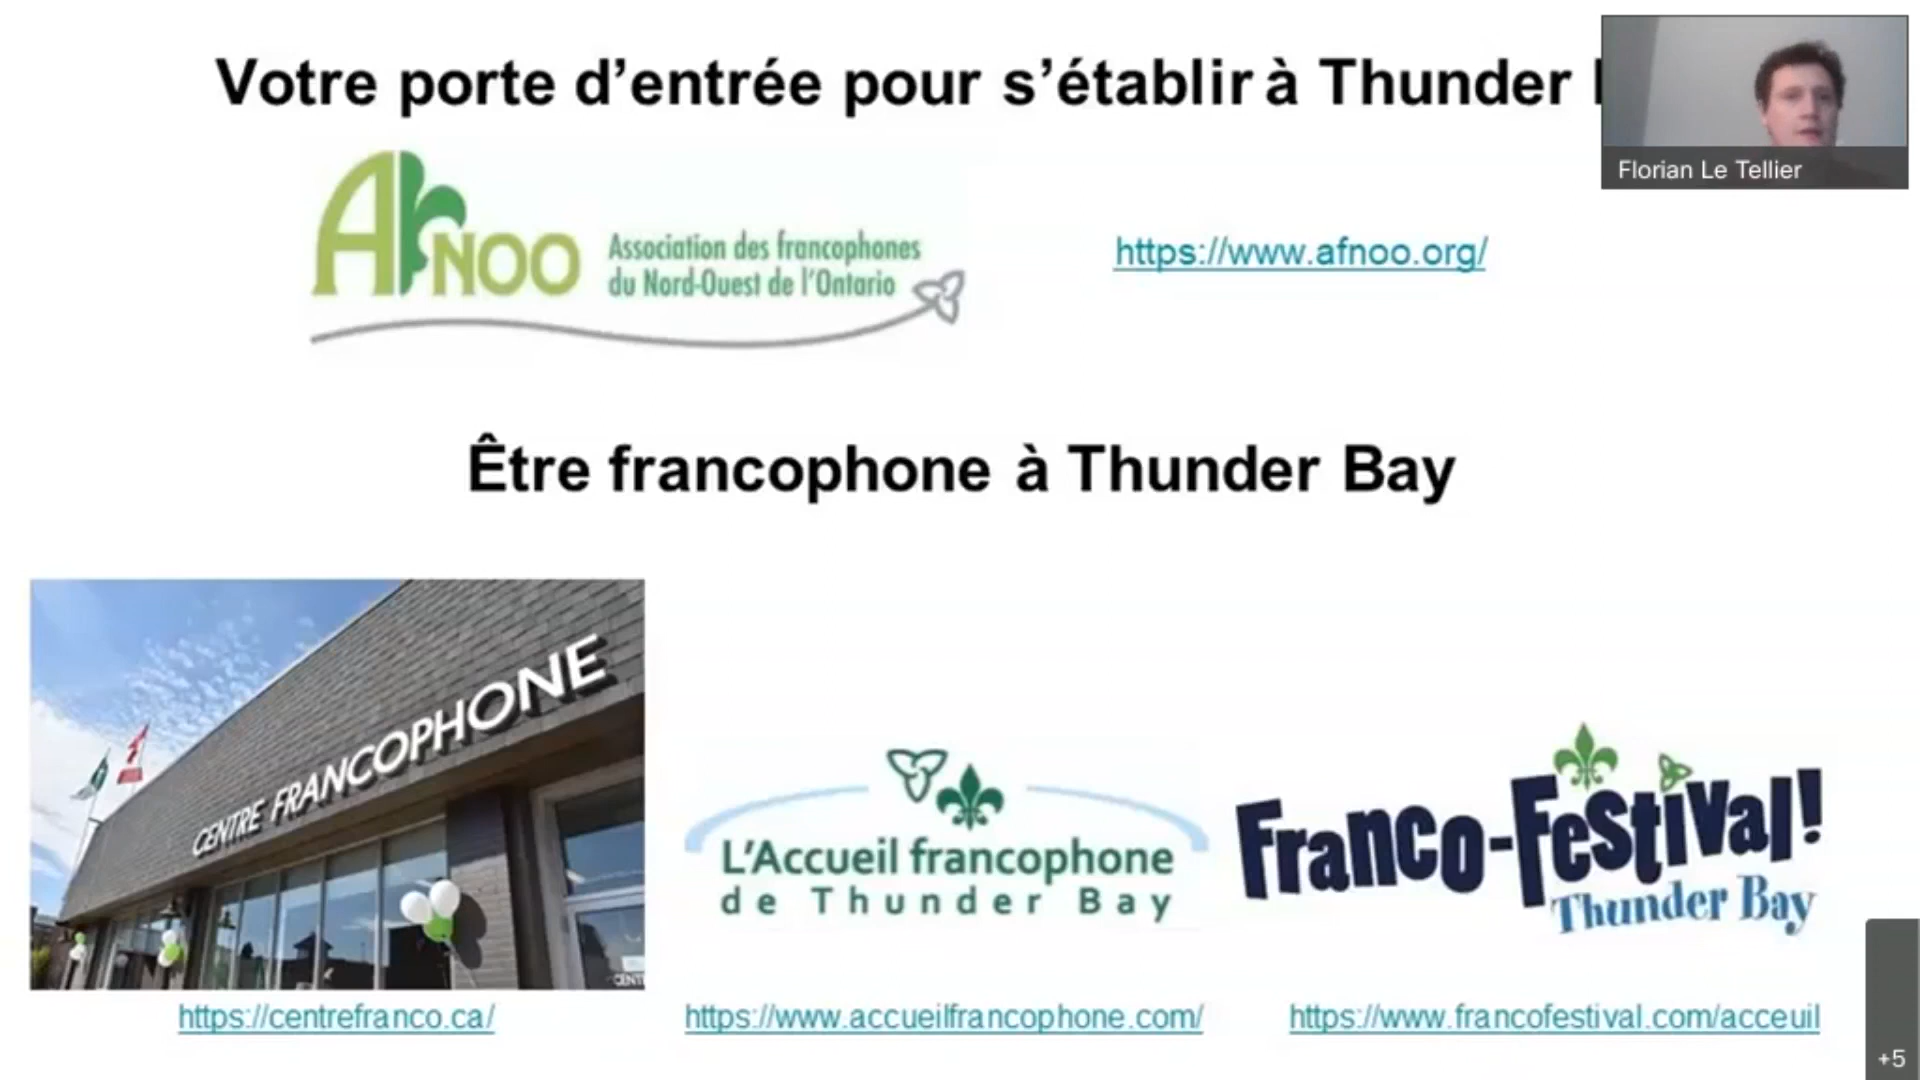 Votre porte d’entrée pour s’établir à Thunder
Florian Le Tellier
AFNOO
Association des francophones
du Nord-Ouest de l’Ontario
https://www.afnoo.org/
Être francophone à Thunder Bay
CENTRE FRANCOPHONE
L’Accueil francophone
de Thunder Bay
Franco-Festival!
Thunder Bay
https://centrefranco.ca/
https://www.accueilfrancophone.com/
https://www.francofestival.com/acceuil
+5